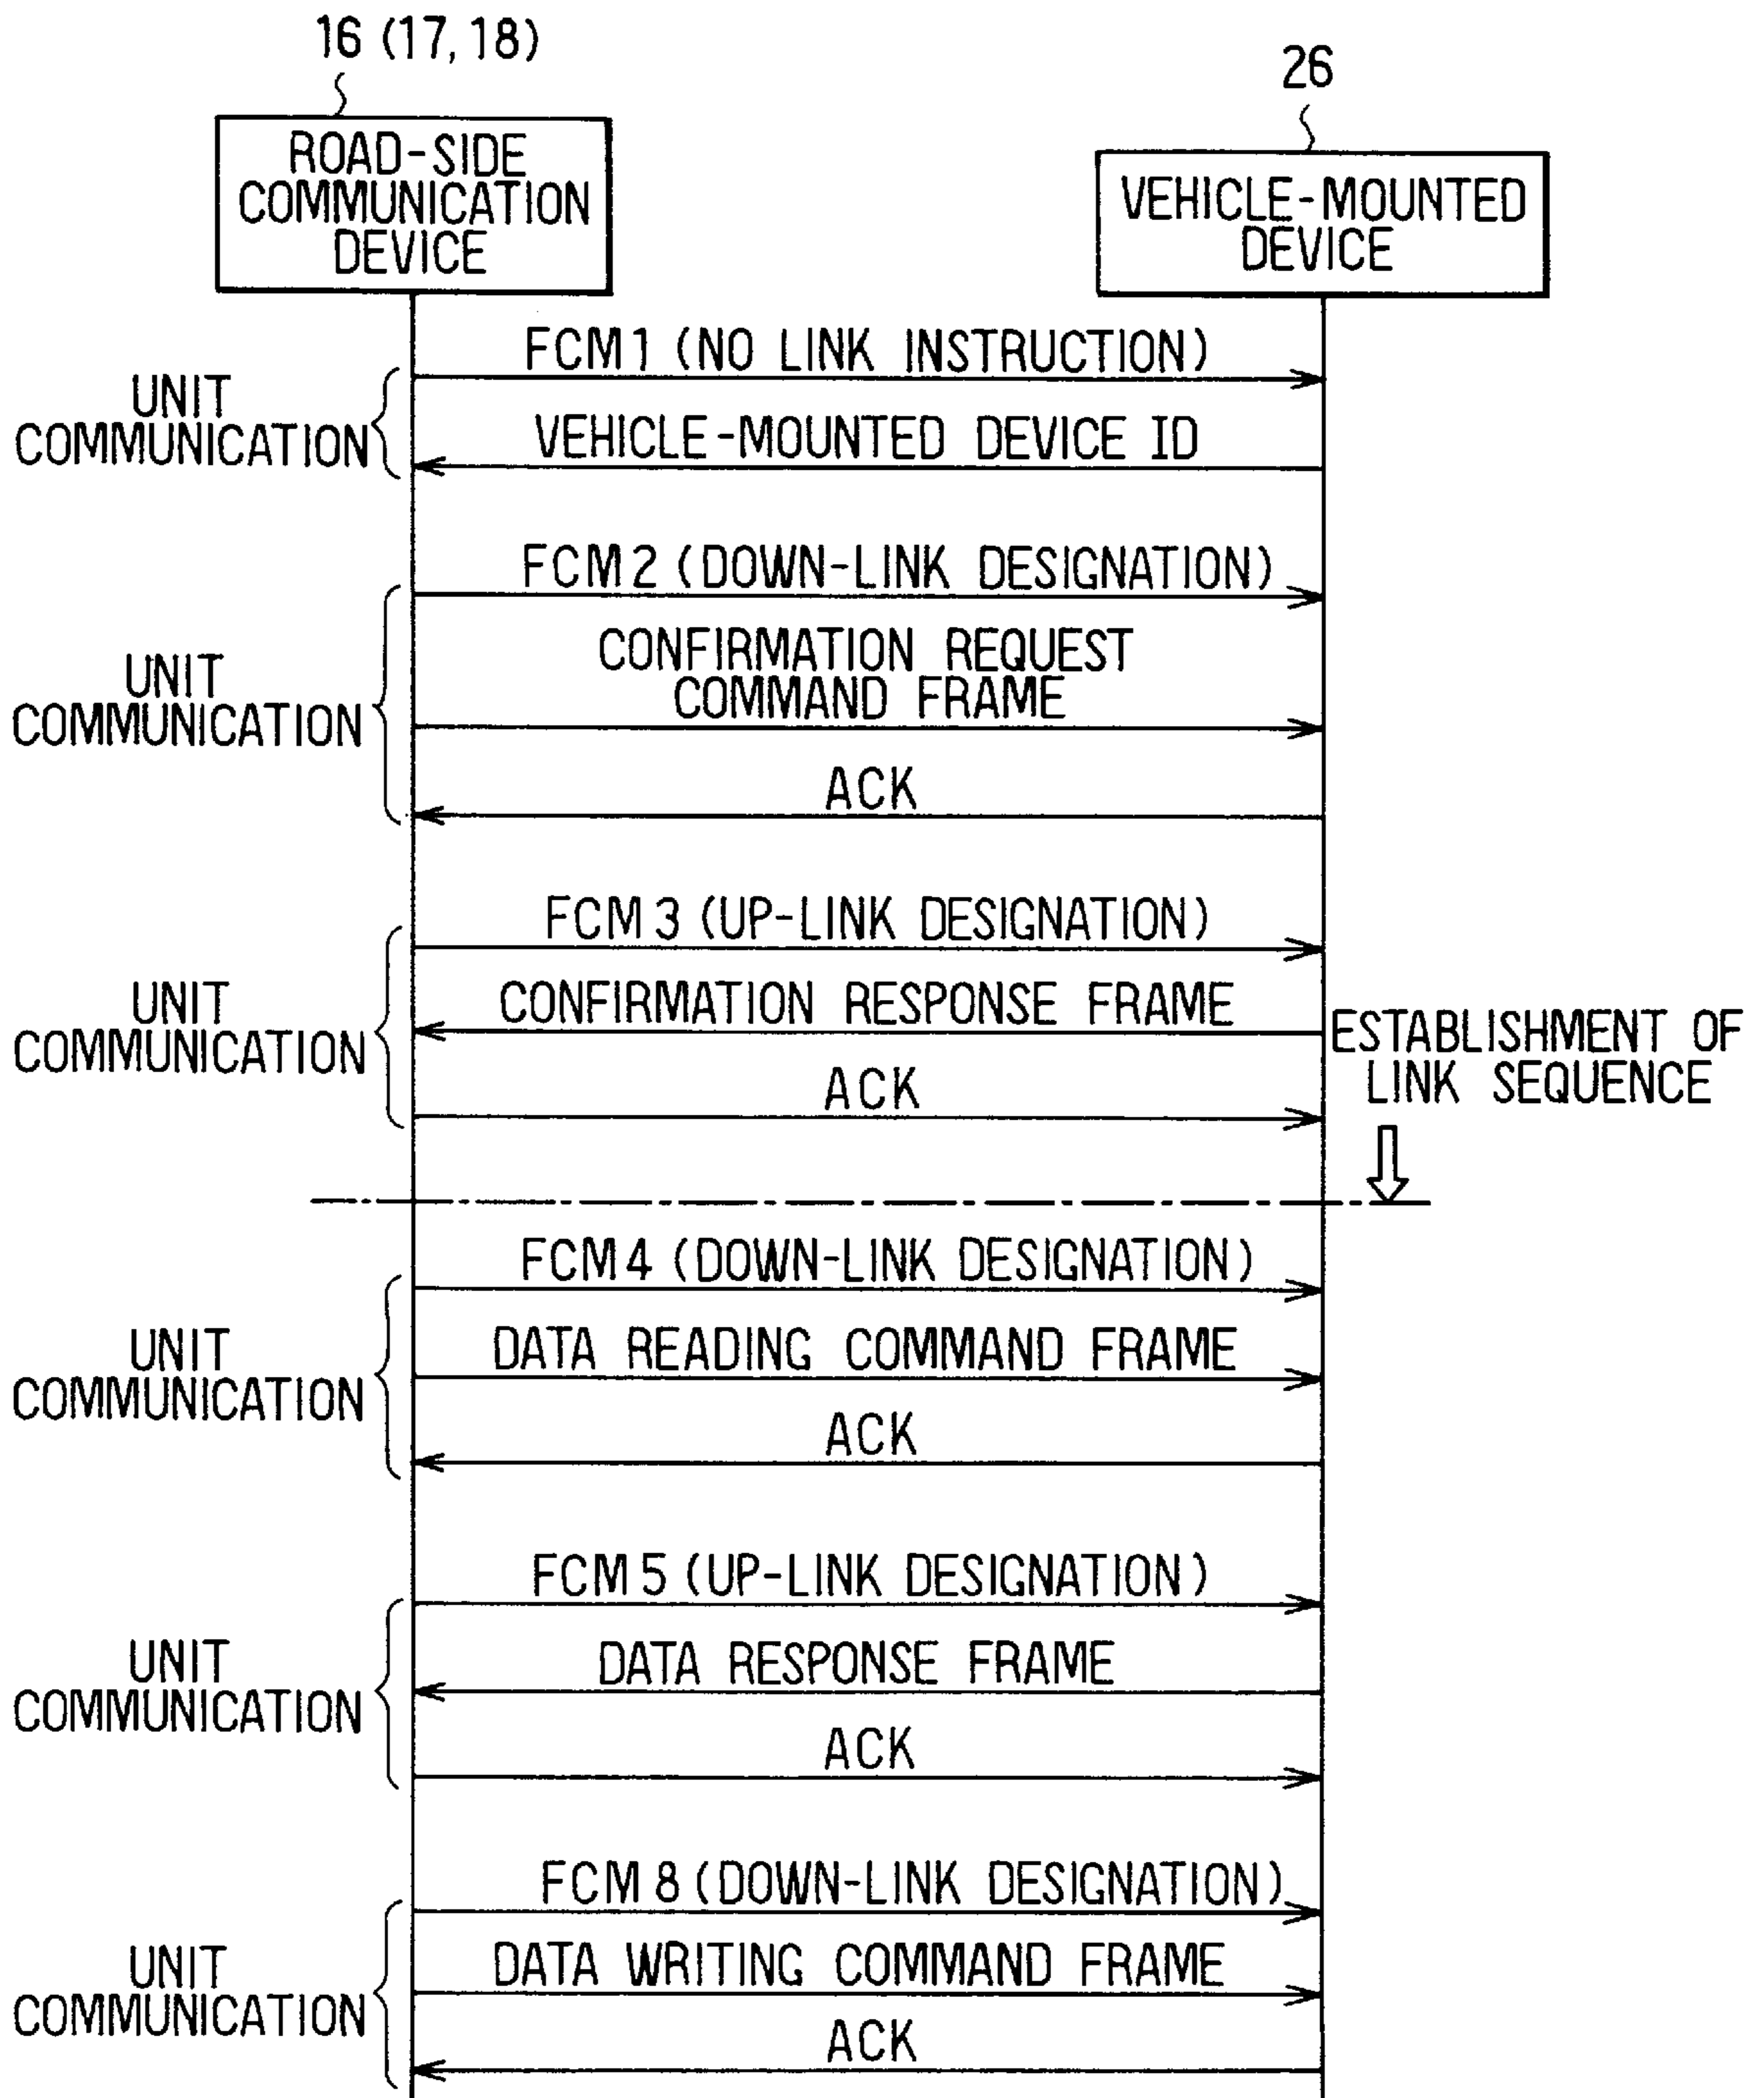 16 (17, 18)
26
ROAD-SIDE
COMMUNICATION
DEVICE
VEHICLE-MOUNTED
DEVICE
FCM 1 (NO LINK INSTRUCTION)
UNIT
COMMUNICATION
VEHICLE-MOUNTED DEVICE ID
FCM 2 (DOWN-LINK DESIGNATION)
UNIT
COMMUNICATION
CONFIRMATION REQUEST
COMMAND FRAME
ACK
FCM 3 (UP-LINK DESIGNATION)
UNIT
COMMUNICATION
CONFIRMATION RESPONSE FRAME
ACK
ESTABLISHMENT OF
LINK SEQUENCE
FCM 4 (DOWN-LINK DESIGNATION)
UNIT
COMMUNICATION
DATA READING COMMAND FRAME
ACK
FCM 5 (UP-LINK DESIGNATION)
UNIT
COMMUNICATION
DATA RESPONSE FRAME
ACK
FCM 8 (DOWN-LINK DESIGNATION)
UNIT
COMMUNICATION
DATA WRITING COMMAND FRAME
ACK